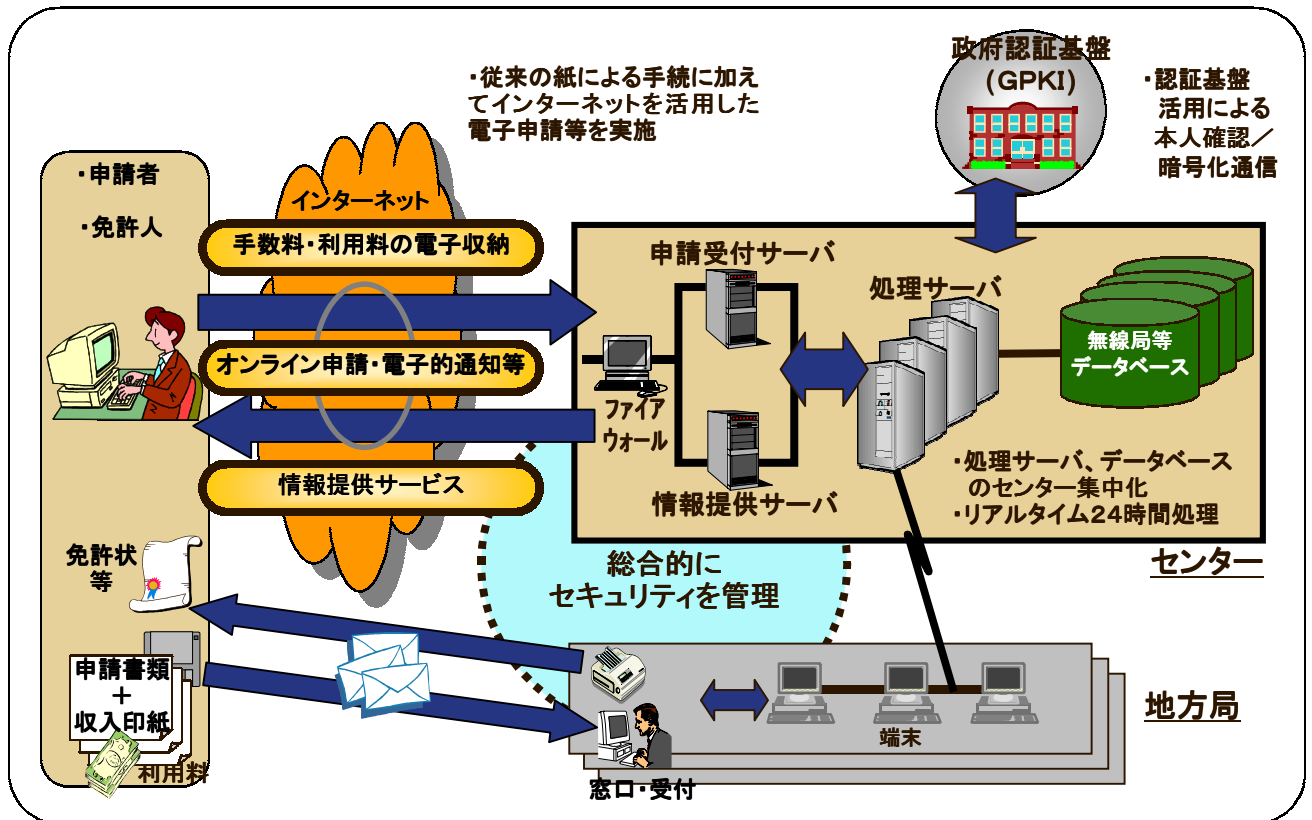 ・従来の紙による手続に加え
てインターネットを活用した
電子申請等を実施
政府認証基盤
(GPKI)
・認証基盤
活用による
本人確認／
暗号化通信
・申請者
・免許人
インターネット
手数料・利用料の電子収納
オンライン申請・電子的通知等
情報提供サービス
申請受付サーバ
処理サーバ
無線局等
データベース
ファイア
ウォール
情報提供サーバ
・処理サーバ、データベース
のセンター集中化
・リアルタイム24時間処理
センター
総合的に
セキュリティを管理
免許状
等
申請書類
＋
収入印紙
利用料
端末
窓口・受付
地方局